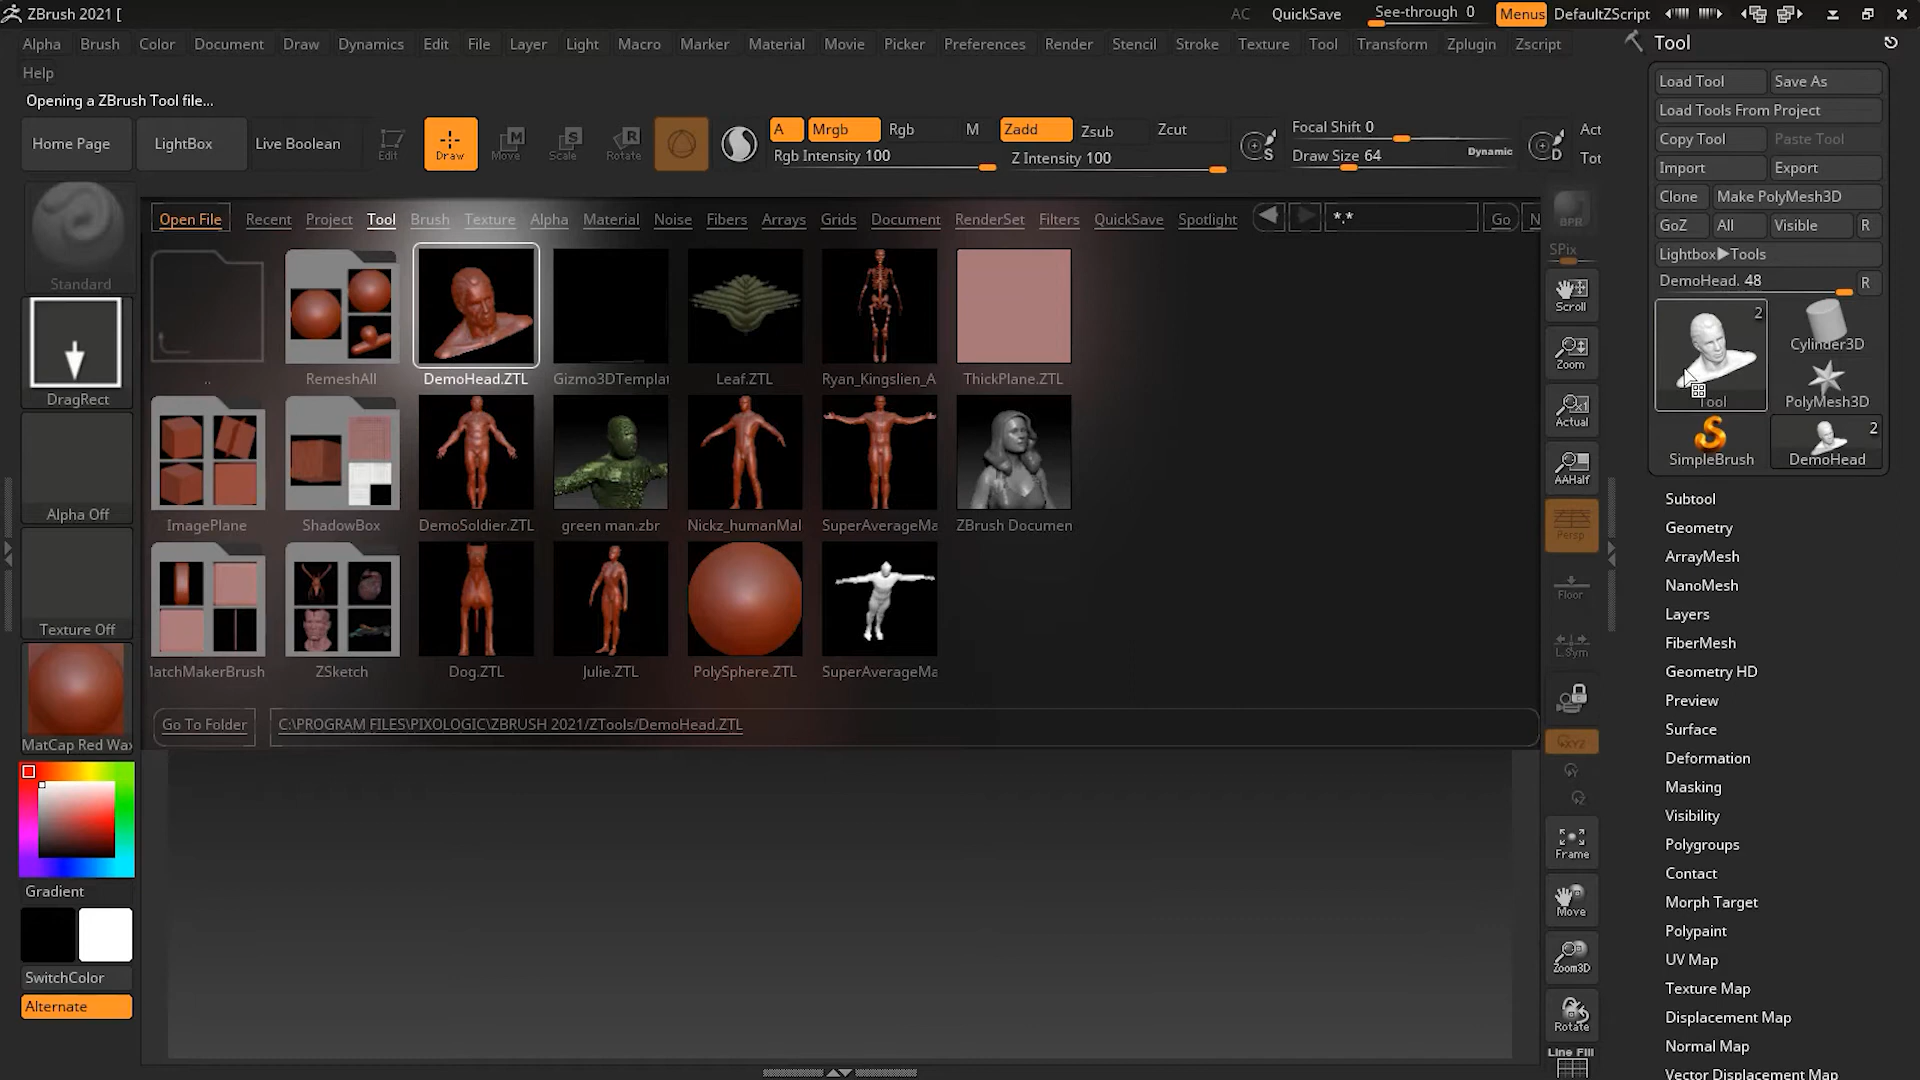 ZBrush 2021 [
AC QuickSave See-through 0 Menus DefaultZScript
Alpha Brush Color Document Draw Dynamics Edit File Layer Light Macro Marker Material Movie Picker Preferences Render Stencil Stroke Texture Tool Transform Zplugin Zscript
Help
Opening a ZBrush Tool file...
Home Page LightBox Live Boolean Edit Draw Move Scale Rotate
A Mrgb Rgb M Zadd Zsub Zcut
Rgb Intensity 100 Z Intensity 100
S Focal Shift 0
Draw Size 64 Dynamic
D Act
Tot
Standard
DragRect
Alpha Off
Texture Off
MatCap Red Wax
Gradient
SwitchColor
Alternate
Open File Recent Project Tool Brush Texture Alpha Material Noise Fibers Arrays Grids Document RenderSet Filters QuickSave Spotlight *.* Go N
.. RemeshAll DemoHead.ZTL Gizmo3DTemplat Leaf.ZTL Ryan_Kingslien_A ThickPlane.ZTL
ImagePlane ShadowBox DemoSoldier.ZTL green man.zbr Nickz_humanMal SuperAverageMa ZBrush Documen
MatchMakerBrush ZSketch Dog.ZTL Julie.ZTL PolySphere.ZTL SuperAverageMa
Go To Folder C:\PROGRAM FILES\PIXOLOGIC\ZBRUSH 2021/ZTools/DemoHead.ZTL
BPR
SPix
Scroll
Zoom
Actual
AAHalf
Persp
Floor
L.Sym
XYZ
Frame
Move
Zoom3D
Rotate
Line Fill
Tool
Load Tool Save As
Load Tools From Project
Copy Tool Paste Tool
Import Export
Clone Make PolyMesh3D
GoZ All Visible R
Lightbox▶Tools
DemoHead. 48 R
2 Cylinder3D
Tool PolyMesh3D
2
SimpleBrush DemoHead
Subtool
Geometry
ArrayMesh
NanoMesh
Layers
FiberMesh
Geometry HD
Preview
Surface
Deformation
Masking
Visibility
Polygroups
Contact
Morph Target
Polypaint
UV Map
Texture Map
Displacement Map
Normal Map
Vector Displacement Map